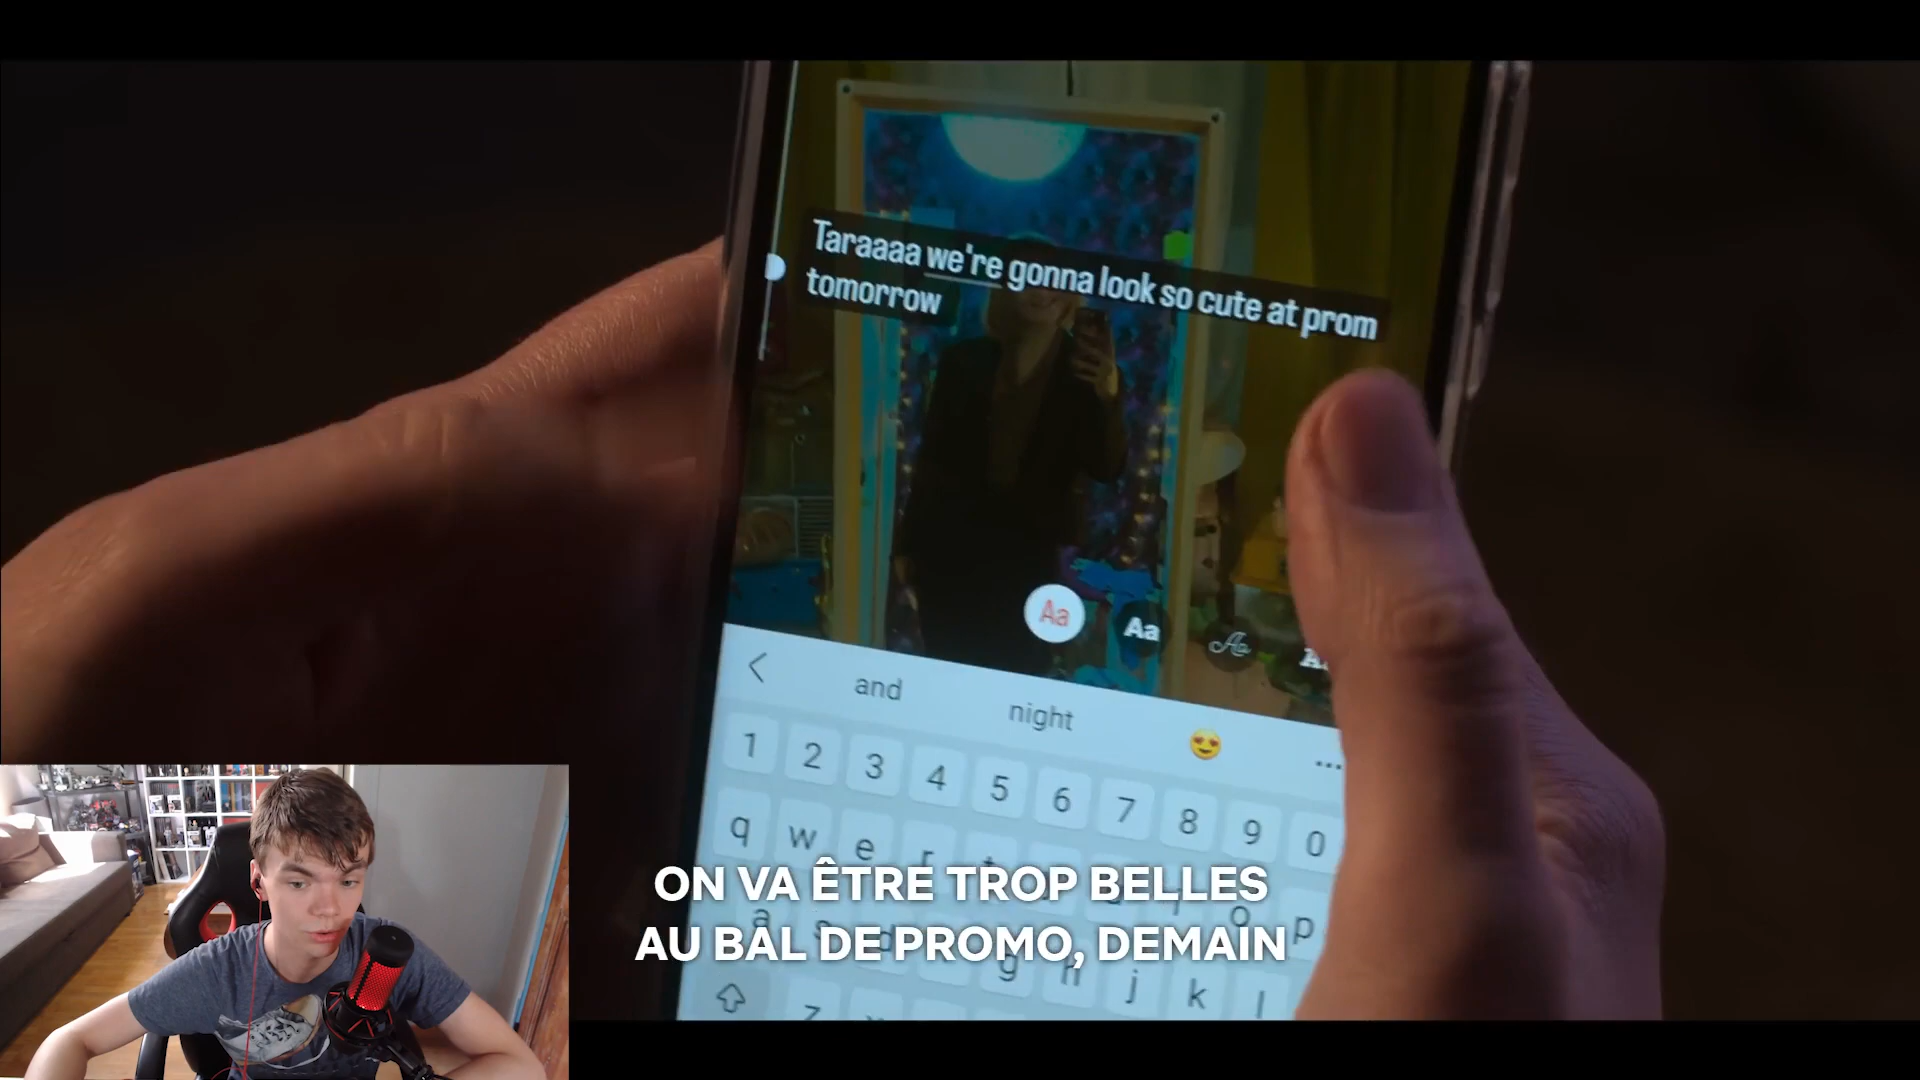 Taraaaa we're gonna look so cute at prom
tomorrow
Aa Aa Aa
and night
1 2 3 4 5 6 7 8 9 0
q w e r t
ON VA ÊTRE TROP BELLES
o p
a s d
AU BAL DE PROMO, DEMAIN
g h j k l
z